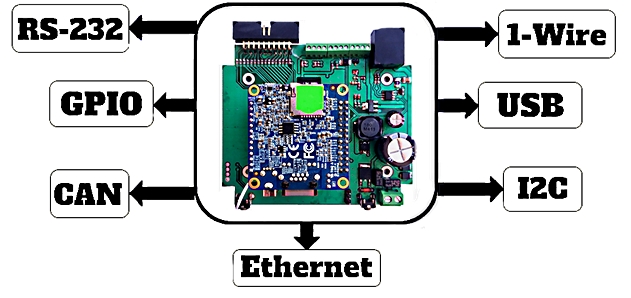 RS-232
1-Wire
GPIO
USB
CAN
I2C
Ethernet